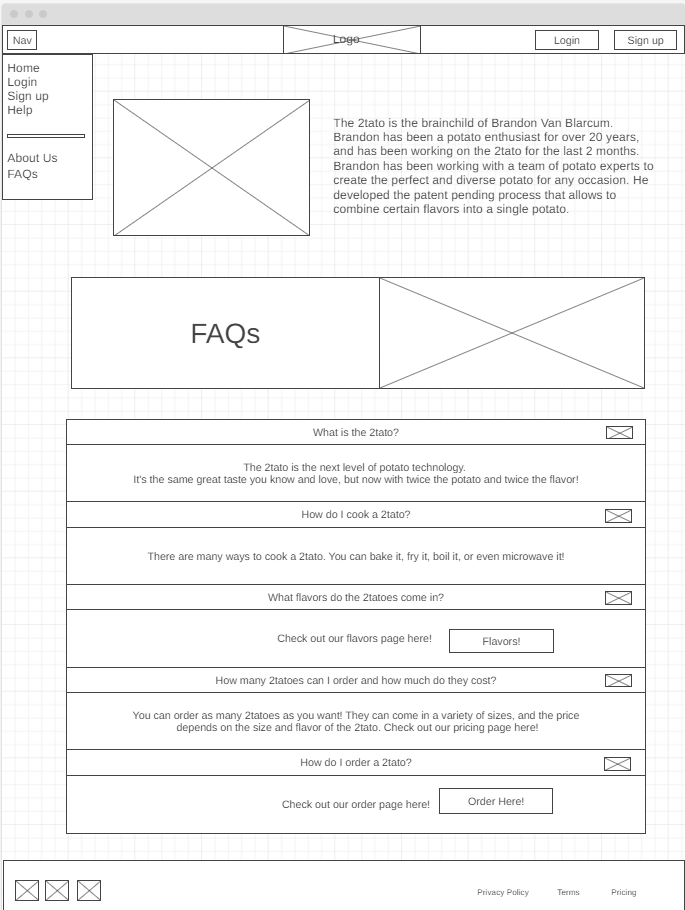 Nav
Logo
Login
Sign up
Home
Login
Sign up
Help
About Us
FAQs
The 2tato is the brainchild of Brandon Van Blarcum.
Brandon has been a potato enthusiast for over 20 years,
and has been working on the 2tato for the last 2 months.
Brandon has been working with a team of potato experts to
create the perfect and diverse potato for any occasion. He
developed the patent pending process that allows to
combine certain flavors into a single potato.
FAQs
What is the 2tato?
The 2tato is the next level of potato technology.
It's the same great taste you know and love, but now with twice the potato and twice the flavor!
How do I cook a 2tato?
There are many ways to cook a 2tato. You can bake it, fry it, boil it, or even microwave it!
What flavors do the 2tatoes come in?
Check out our flavors page here!
Flavors!
How many 2tatoes can I order and how much do they cost?
You can order as many 2tatoes as you want! They can come in a variety of sizes, and the price
depends on the size and flavor of the 2tato. Check out our pricing page here!
How do I order a 2tato?
Check out our order page here!
Order Here!
Privacy Policy
Terms
Pricing